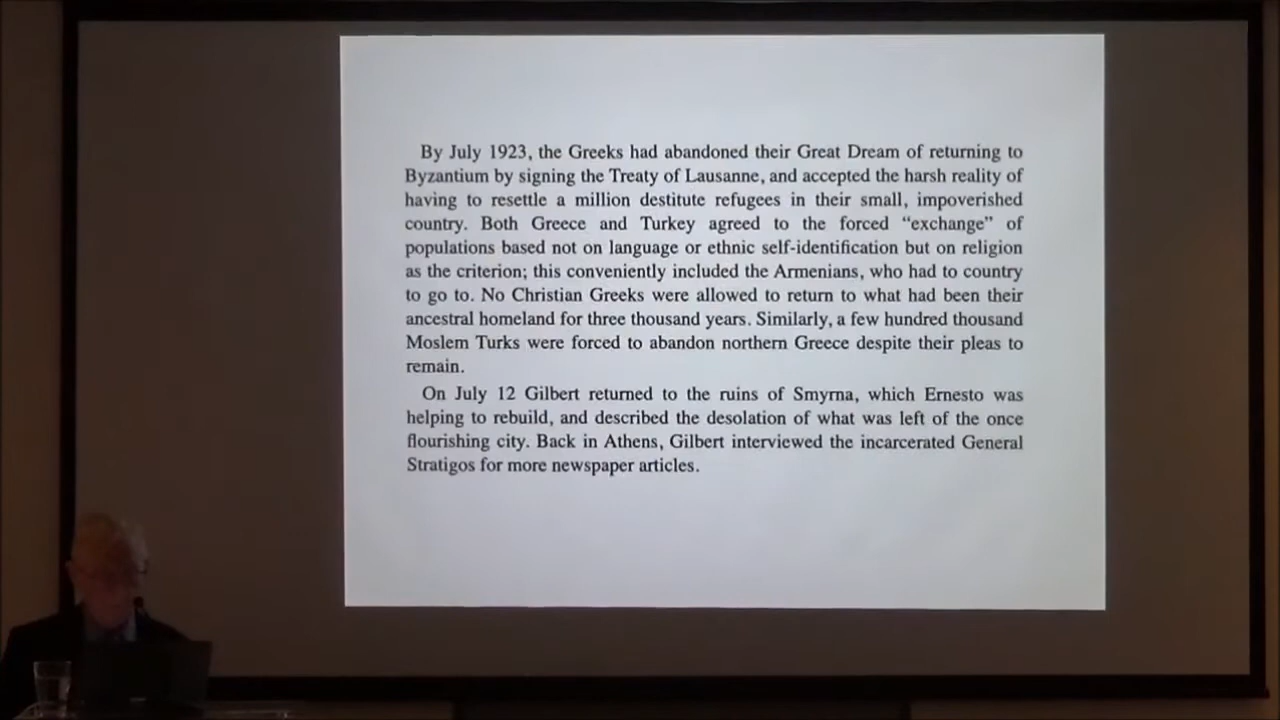 By July 1923, the Greeks had abandoned their Great Dream of returning to
Byzantium by signing the Treaty of Lausanne, and accepted the harsh reality of
having to resettle a million destitute refugees in their small, impoverished
country. Both Greece and Turkey agreed to the forced “exchange” of
populations based not on language or ethnic self-identification but on religion
as the criterion; this conveniently included the Armenians, who had to country
to go to. No Christian Greeks were allowed to return to what had been their
ancestral homeland for three thousand years. Similarly, a few hundred thousand
Moslem Turks were forced to abandon northern Greece despite their pleas to
remain.
On July 12 Gilbert returned to the ruins of Smyrna, which Ernesto was
helping to rebuild, and described the desolation of what was left of the once
flourishing city. Back in Athens, Gilbert interviewed the incarcerated General
Stratigos for more newspaper articles.